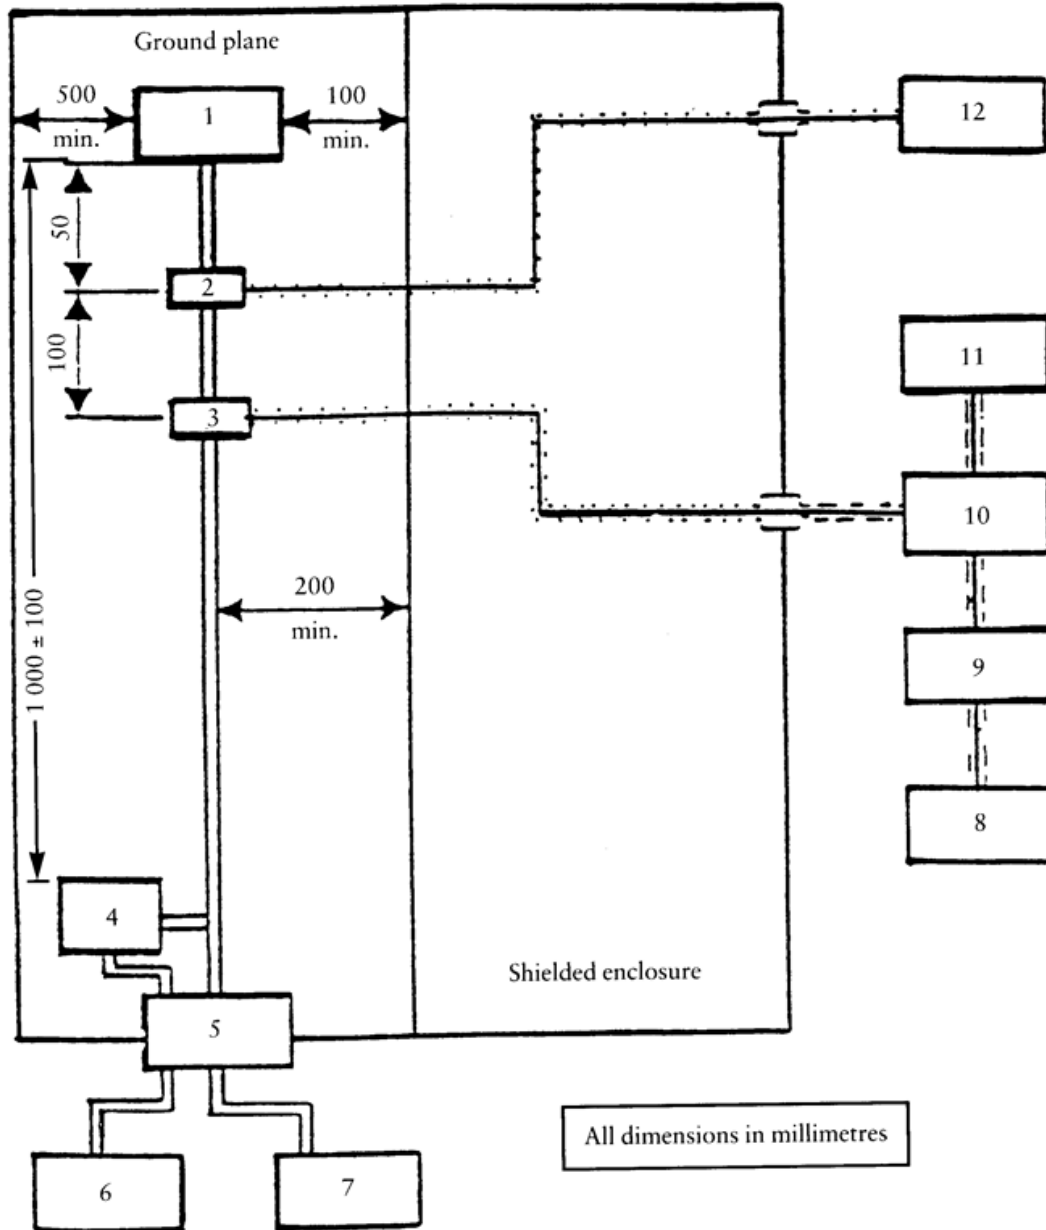 Ground plane
500
min.
1
100
min.
12
50
2
100
11
3
10
200
min.
1 000 ± 100
9
8
4
Shielded enclosure
5
All dimensions in millimetres
6
7